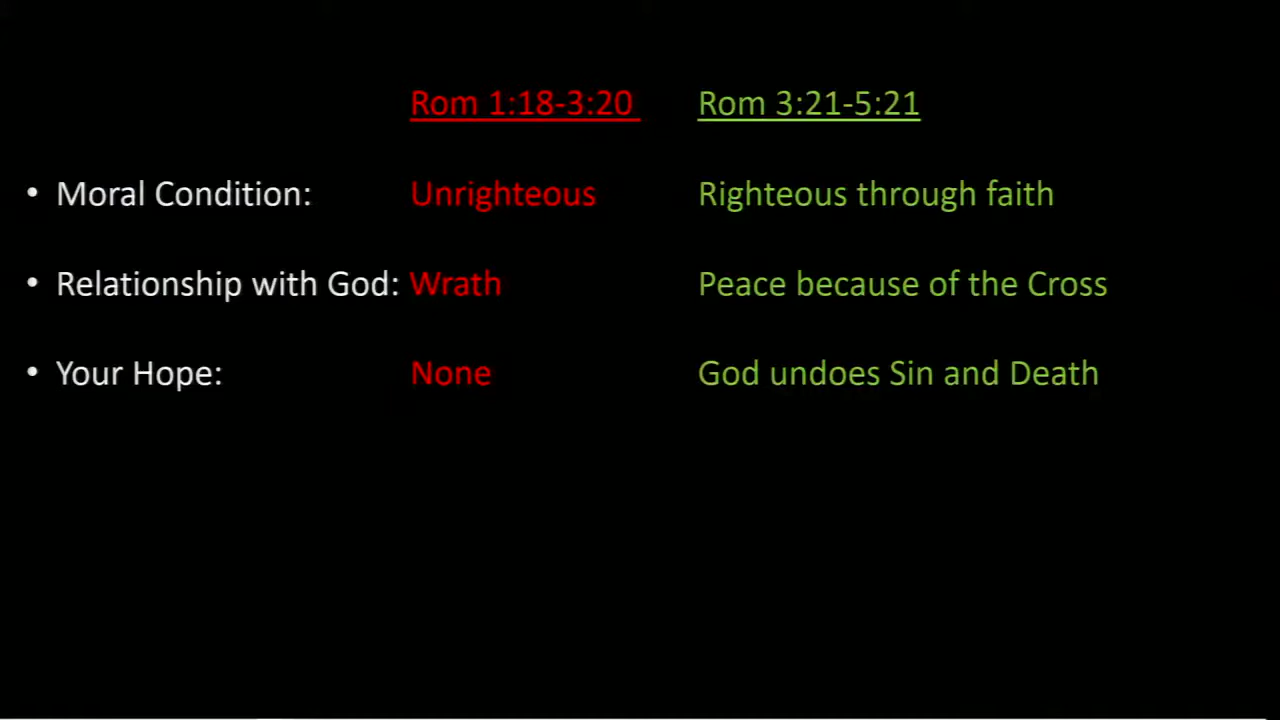 Rom 1:18-3:20 Rom 3:21-5:21
• Moral Condition: Unrighteous Righteous through faith
• Relationship with God: Wrath Peace because of the Cross
• Your Hope: None God undoes Sin and Death